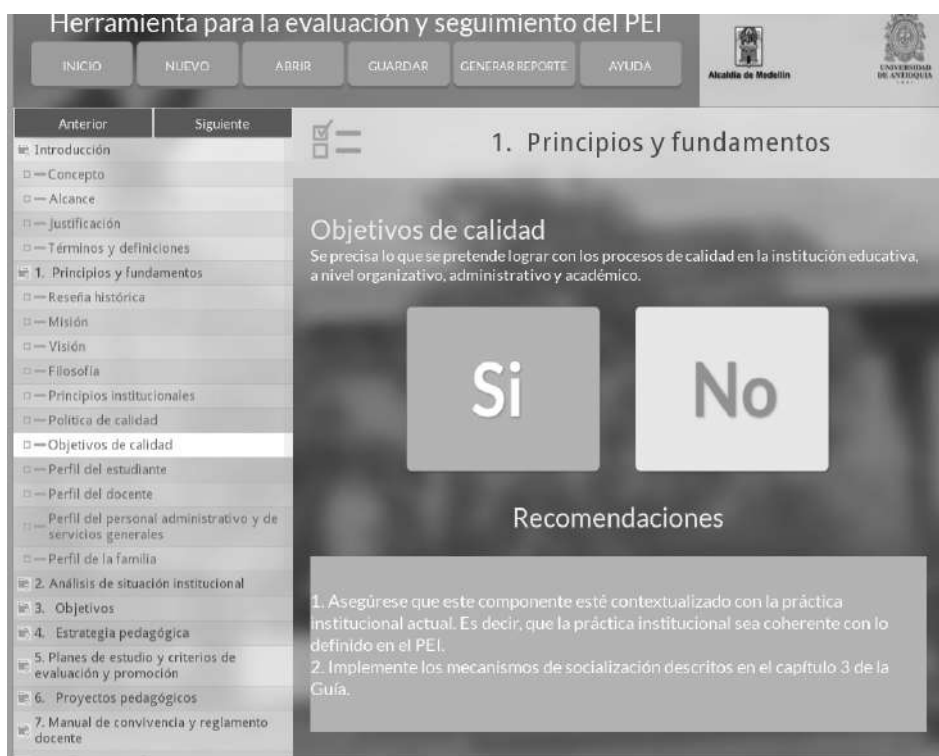 Herramienta para la evaluación y seguimiento del PEI
INICIO
NUEVO
ABRIR
GUARDAR
GENERAR REPORTE
AYUDA
Alcaldía de Medellín
UNIVERSIDAD
DE ANTIOQUIA
Anterior
Siguiente
Introducción
Concepto
Alcance
Justificación
Términos y definiciones
1. Principios y fundamentos
Reseña histórica
Misión
Visión
Filosofía
Principios institucionales
Política de calidad
Objetivos de calidad
Perfil del estudiante
Perfil del docente
Perfil del personal administrativo y de
servicios generales
Perfil de la familia
2. Análisis de situación institucional
3. Objetivos
4. Estrategia pedagógica
5. Planes de estudio y criterios de
evaluación y promoción
6. Proyectos pedagógicos
7. Manual de convivencia y reglamento
docente
1. Principios y fundamentos
Objetivos de calidad
Se precisa lo que se pretende lograr con los procesos de calidad en la institución educativa,
a nivel organizativo, administrativo y académico.
Si
No
Recomendaciones
1. Asegúrese que este componente esté contextualizado con la práctica
institucional actual. Es decir, que la práctica institucional sea coherente con lo
definido en el PEI.
2. Implemente los mecanismos de socialización descritos en el capítulo 3 de la
Guía.